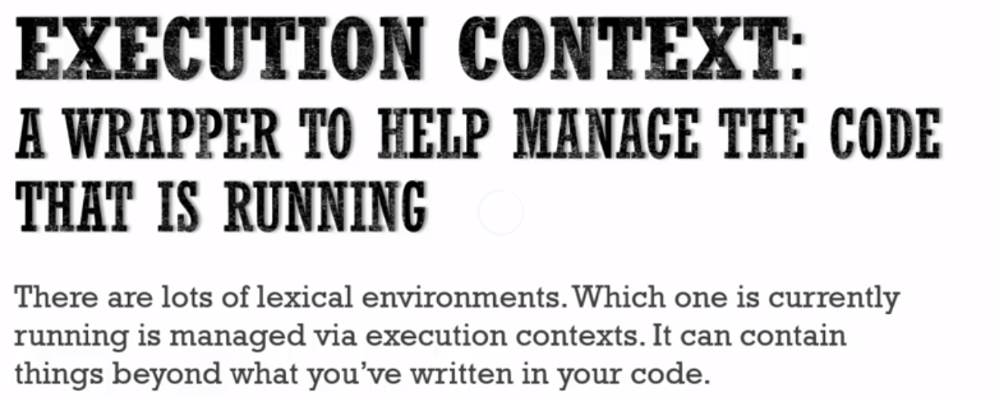 EXECUTION CONTEXT:
A WRAPPER TO HELP MANAGE THE CODE
THAT IS RUNNING
There are lots of lexical environments. Which one is currently
running is managed via execution contexts. It can contain
things beyond what you've written in your code.